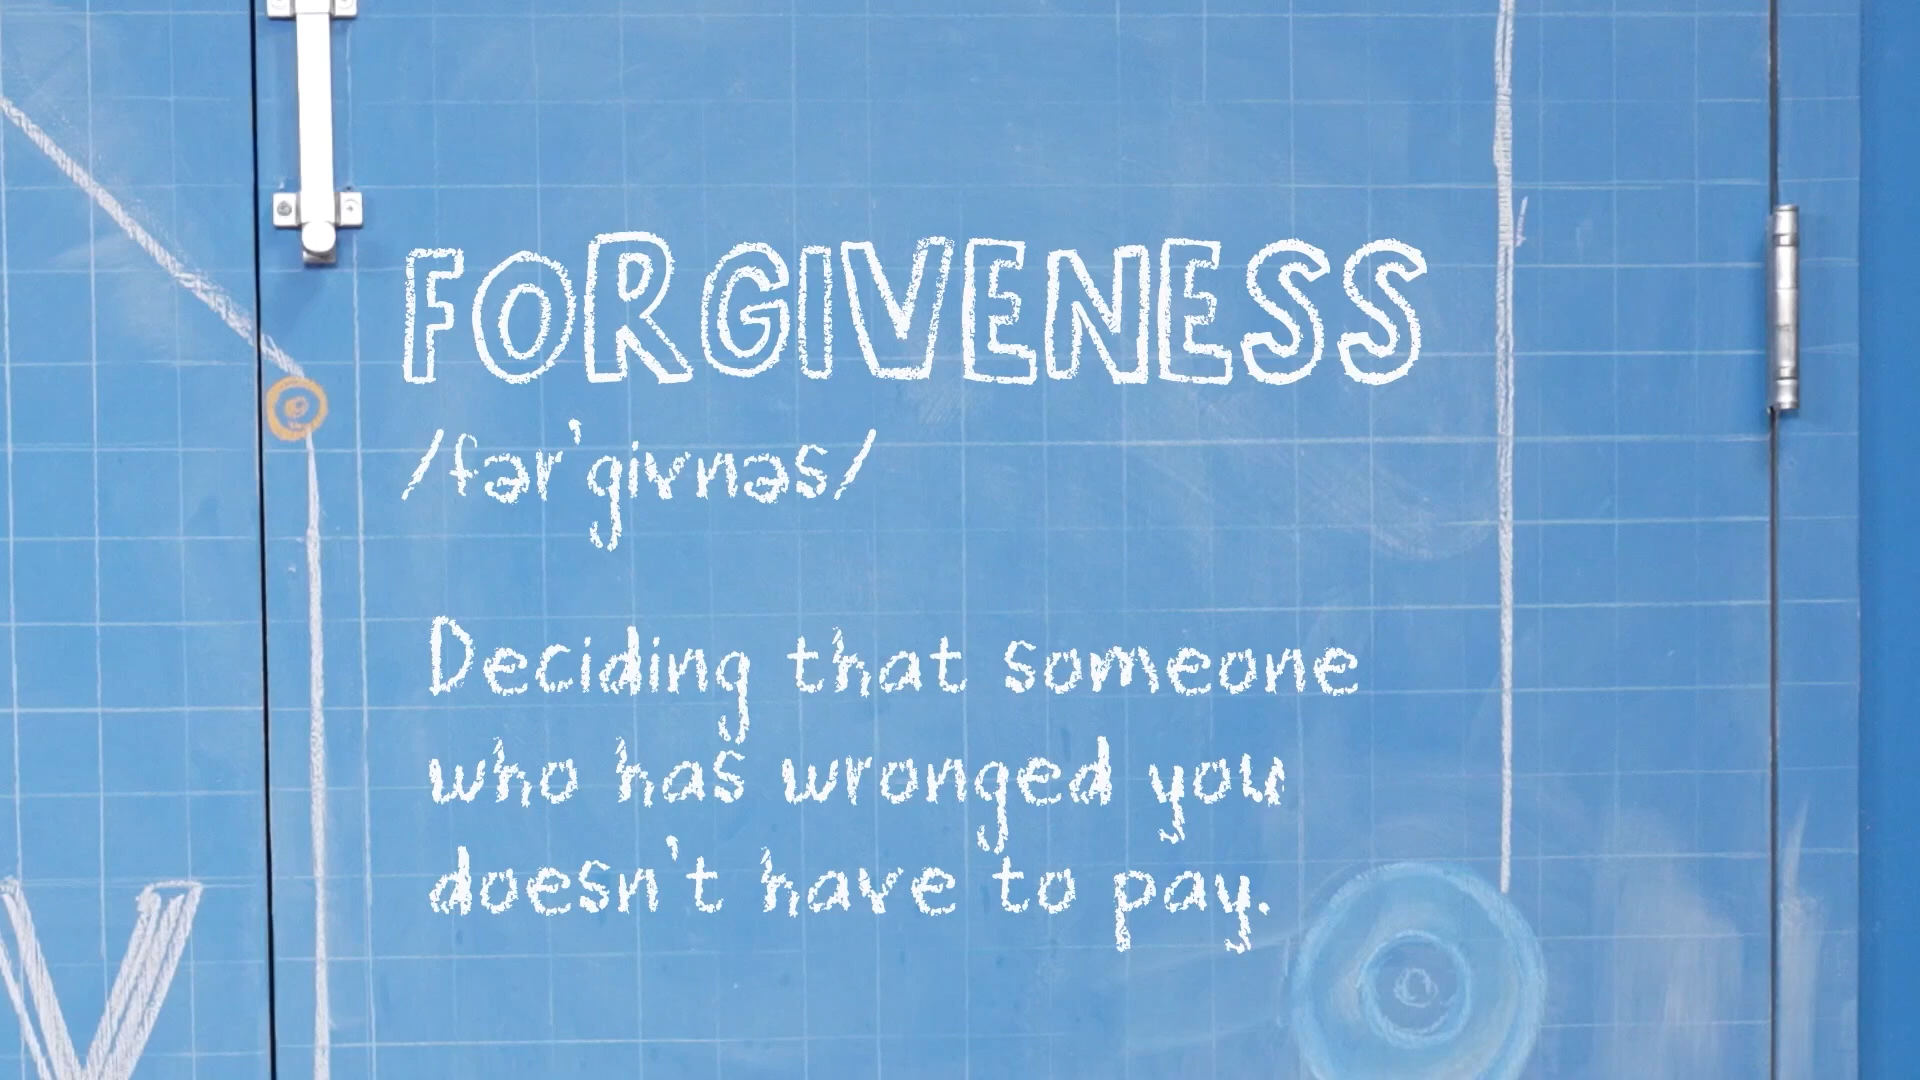 FORGIVENESS
/fər'givnəs/
Deciding that someone
who has wronged you
doesn't have to pay.